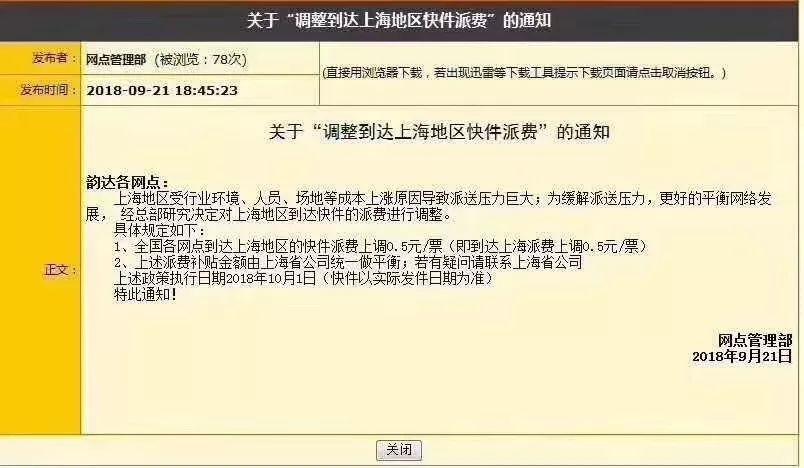 关于“调整到达上海地区快件派费”的通知
发布者： 网点管理部 (被浏览：78次)
(直接用浏览器下载，若出现迅雷等下载工具提示下载页面请点击取消按钮。)
发布时间： 2018-09-21 18:45:23
关于“调整到达上海地区快件派费”的通知
韵达各网点：
上海地区受行业环境、人员、场地等成本上涨原因导致派送压力巨大；为缓解派送压力，更好的平衡网络发
展， 经总部研究决定对上海地区到达快件的派费进行调整。
具体规定如下：
1、全国各网点到达上海地区的快件派费上调0.5元/票（即到达上海派费上调0.5元/票）
正文： 2、上述派费补贴金额由上海省公司统一做平衡；若有疑问请联系上海省公司
上述政策执行日期2018年10月1日（快件以实际发件日期为准）
特此通知！
网点管理部
2018年9月21日
关闭